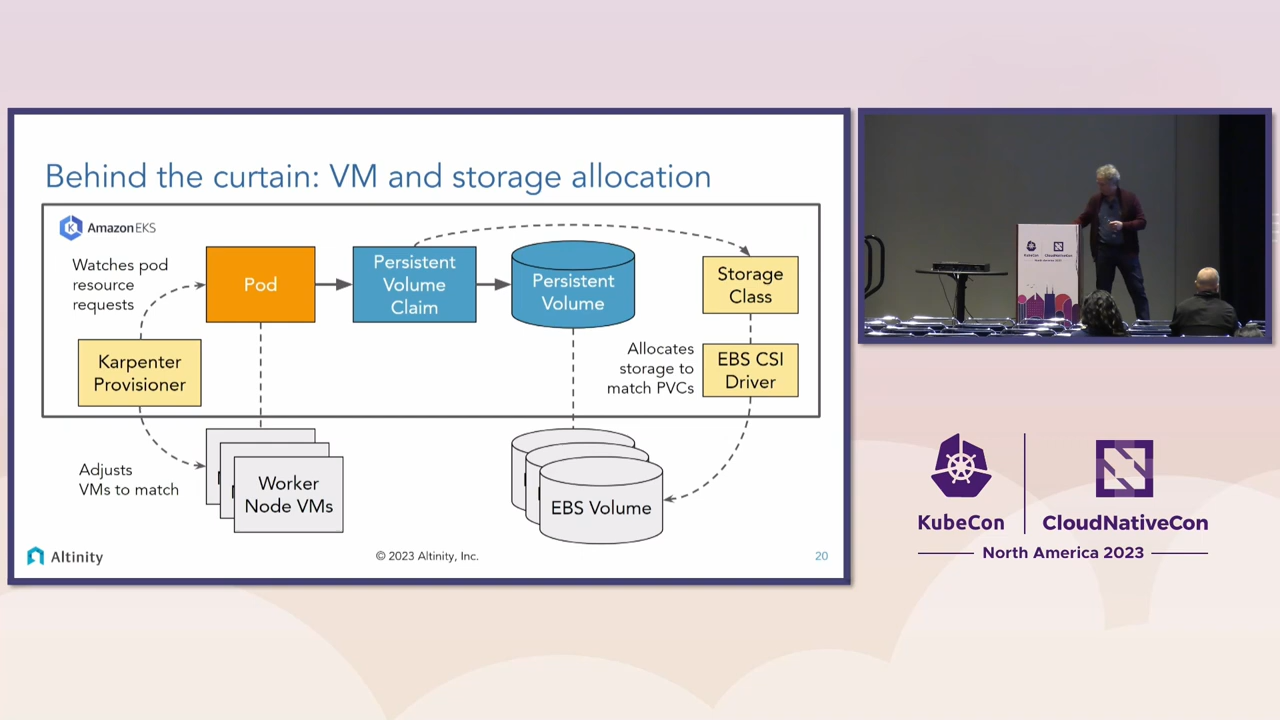 Behind the curtain: VM and storage allocation
Amazon EKS
Watches pod
resource
requests
Pod
Persistent
Volume
Claim
Persistent
Volume
Storage
Class
Karpenter
Provisioner
Allocates
storage to
match PVCs
EBS CSI
Driver
Adjusts
VMs to match
Worker
Node VMs
EBS Volume
Altinity
© 2023 Altinity, Inc.
20
KubeCon
CloudNativeCon
KubeCon
CloudNativeCon
North America 2023